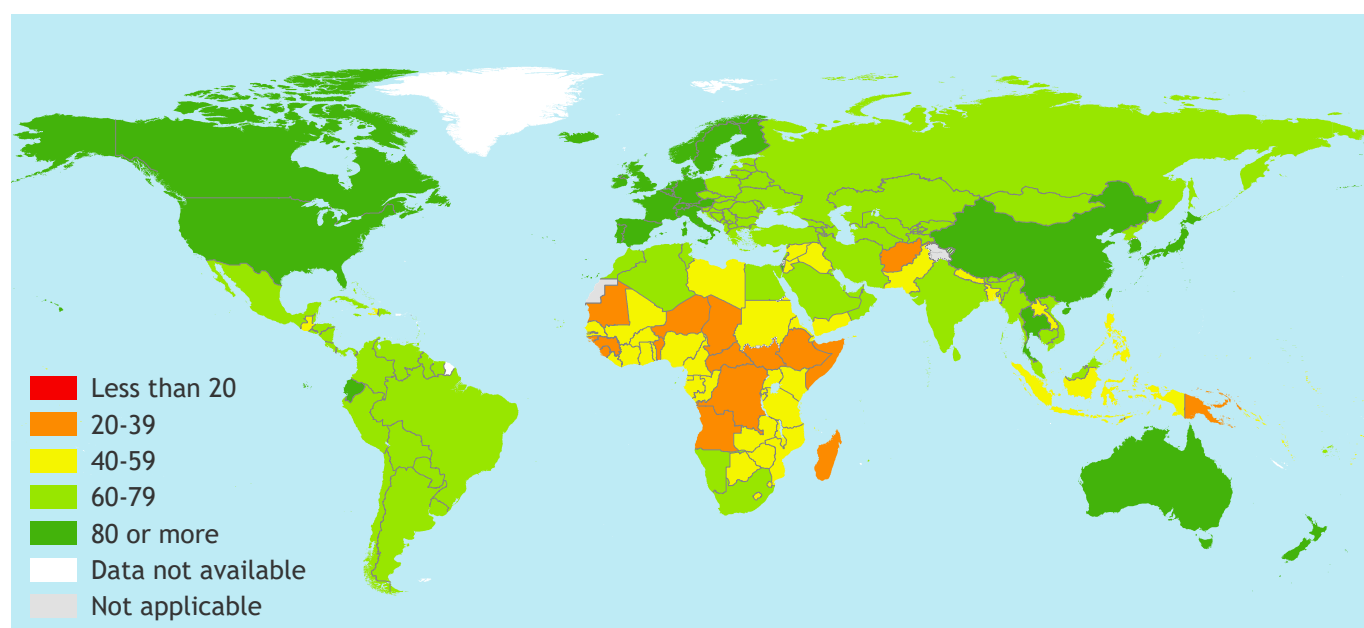 Less than 20
20-39
40-59
60-79
80 or more
Data not available
Not applicable